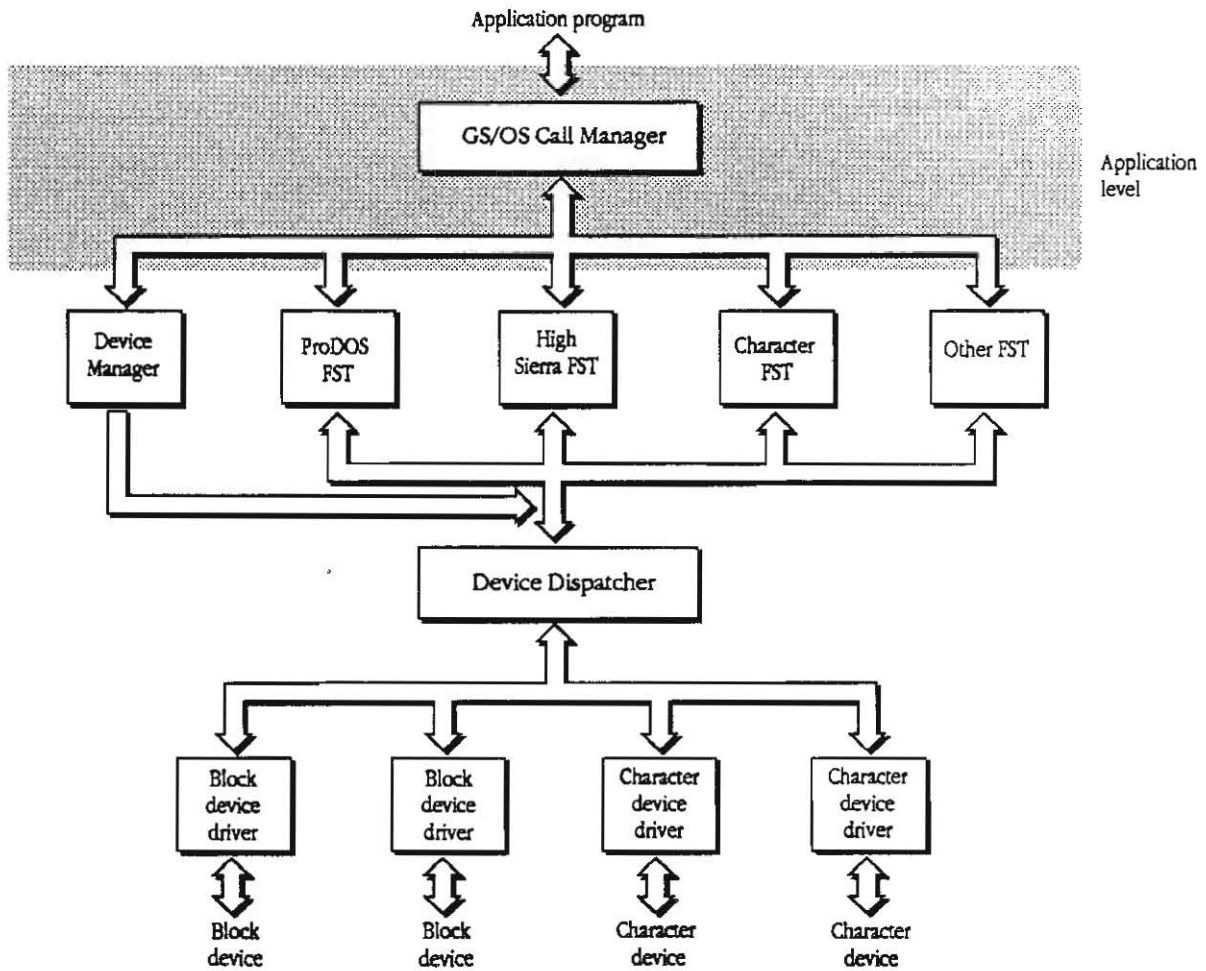 Application program
GS/OS Call Manager
Application
level
Device
Manager
ProDOS
FST
High
Sierra FST
Character
FST
Other FST
Device Dispatcher
Block
device
driver
Block
device
driver
Character
device
driver
Character
device
driver
Block
device
Block
device
Character
device
Character
device